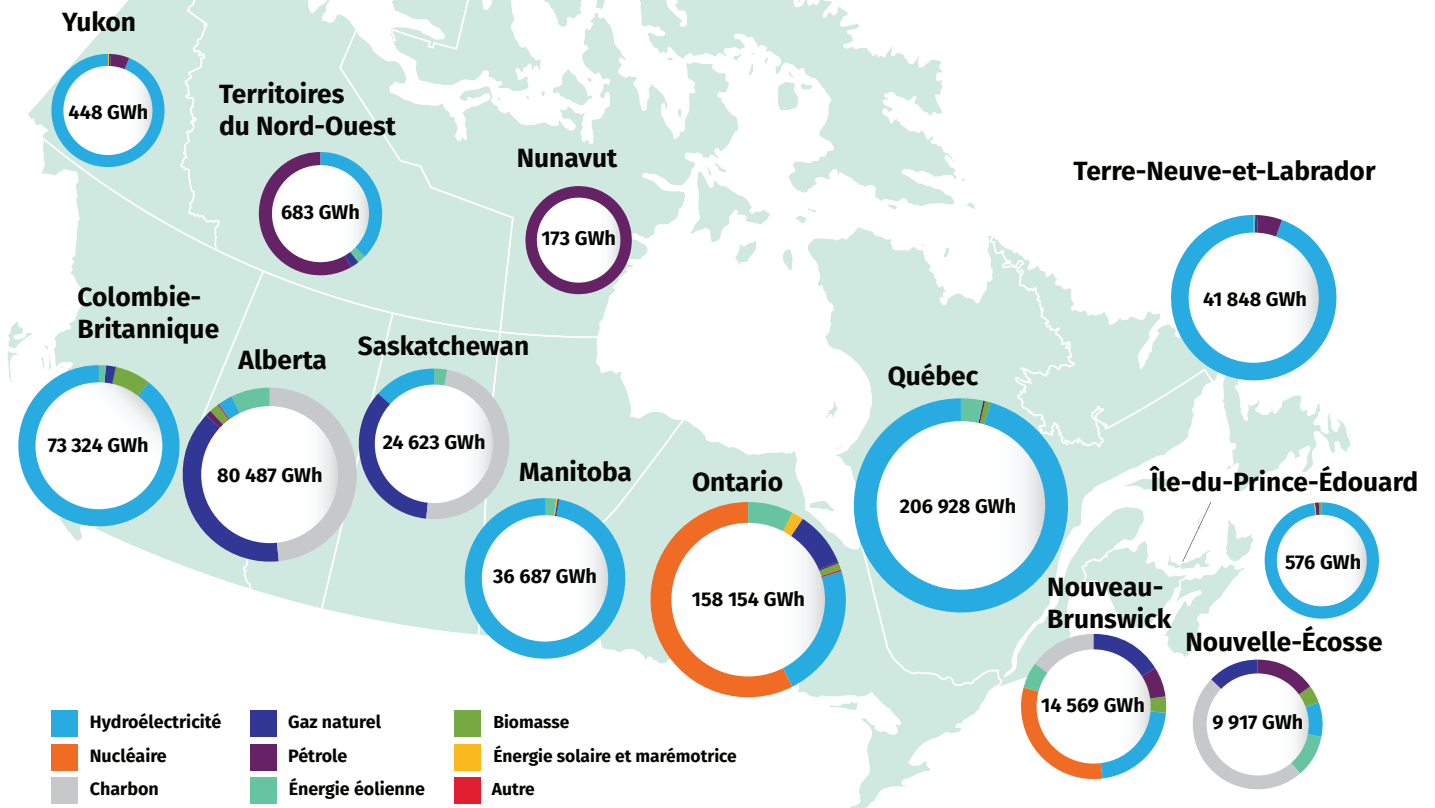 Yukon
448 GWh
Territoires
du Nord-Ouest
683 GWh
Nunavut
173 GWh
Terre-Neuve-et-Labrador
41 848 GWh
Colombie-
Britannique
73 324 GWh
Alberta
80 487 GWh
Saskatchewan
24 623 GWh
Manitoba
36 687 GWh
Ontario
158 154 GWh
Québec
206 928 GWh
Île-du-Prince-Édouard
576 GWh
Nouveau-
Brunswick
14 569 GWh
Nouvelle-Écosse
9 917 GWh
Hydroélectricité
Nucléaire
Charbon
Gaz naturel
Pétrole
Énergie éolienne
Biomasse
Énergie solaire et marémotrice
Autre